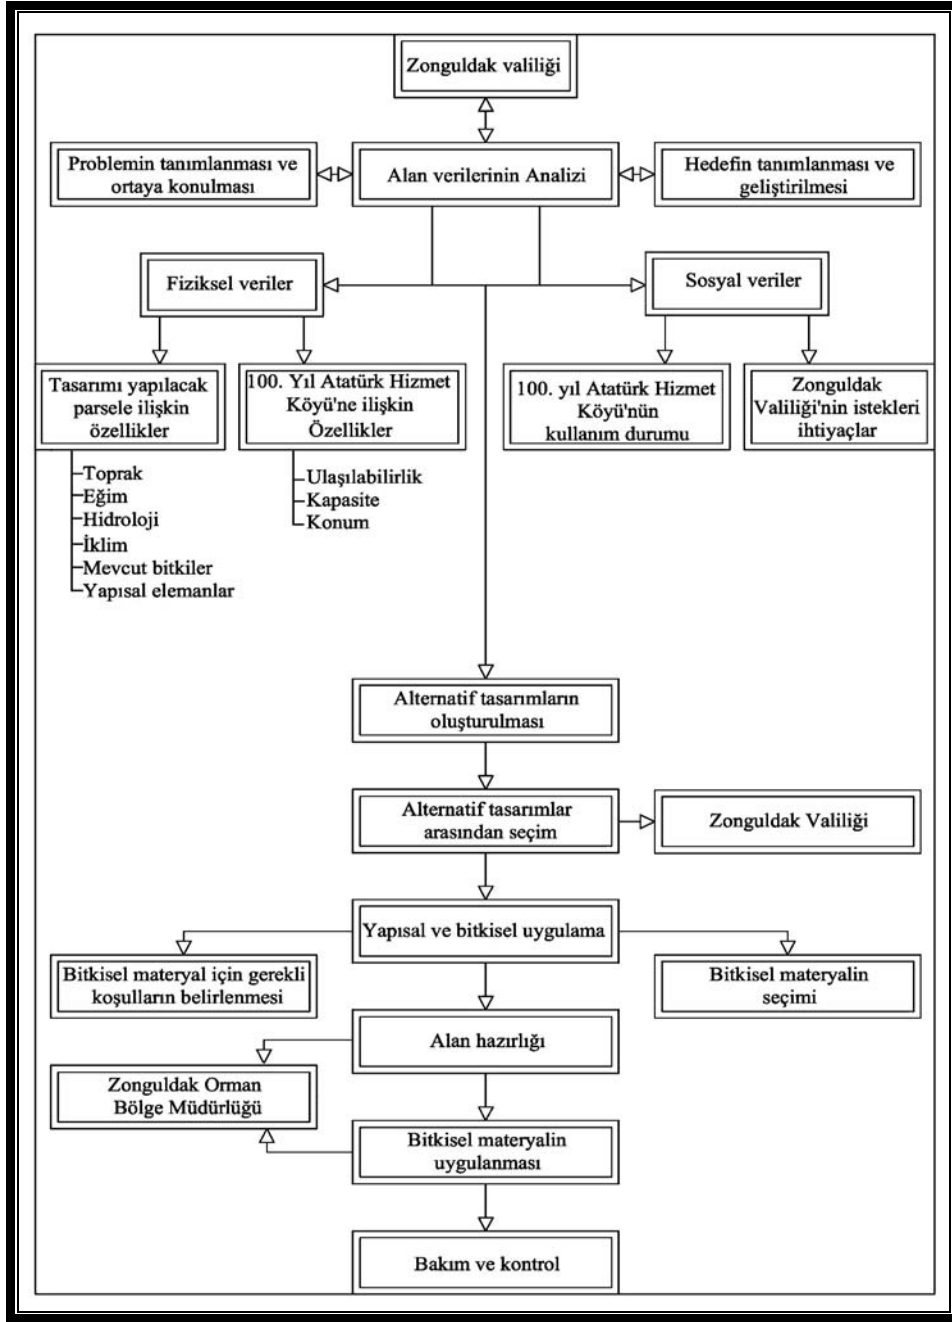 Zonguldak valiliği
Problemin tanımlanması ve
ortaya konulması
Alan verilerinin Analizi
Hedefin tanımlanması ve
geliştirilmesi
Fiziksel veriler
Sosyal veriler
Tasarımı yapılacak
parsele ilişkin
özellikler
100. Yıl Atatürk Hizmet
Köyü'ne ilişkin
Özellikler
100. yıl Atatürk Hizmet
Köyü'nün
kullanım durumu
Zonguldak
Valiliği'nin istekleri
ihtiyaçlar
Toprak
Eğim
Hidroloji
İklim
Mevcut bitkiler
Yapısal elemanlar
Ulaşılabilirlik
Kapasite
Konum
Alternatif tasarımların
oluşturulması
Alternatif tasarımlar
arasından seçim
Zonguldak Valiliği
Yapısal ve bitkisel uygulama
Bitkisel materyal için gerekli
koşulların belirlenmesi
Bitkisel materyalin
seçimi
Alan hazırlığı
Zonguldak Orman
Bölge Müdürlüğü
Bitkisel materyalin
uygulanması
Bakım ve kontrol